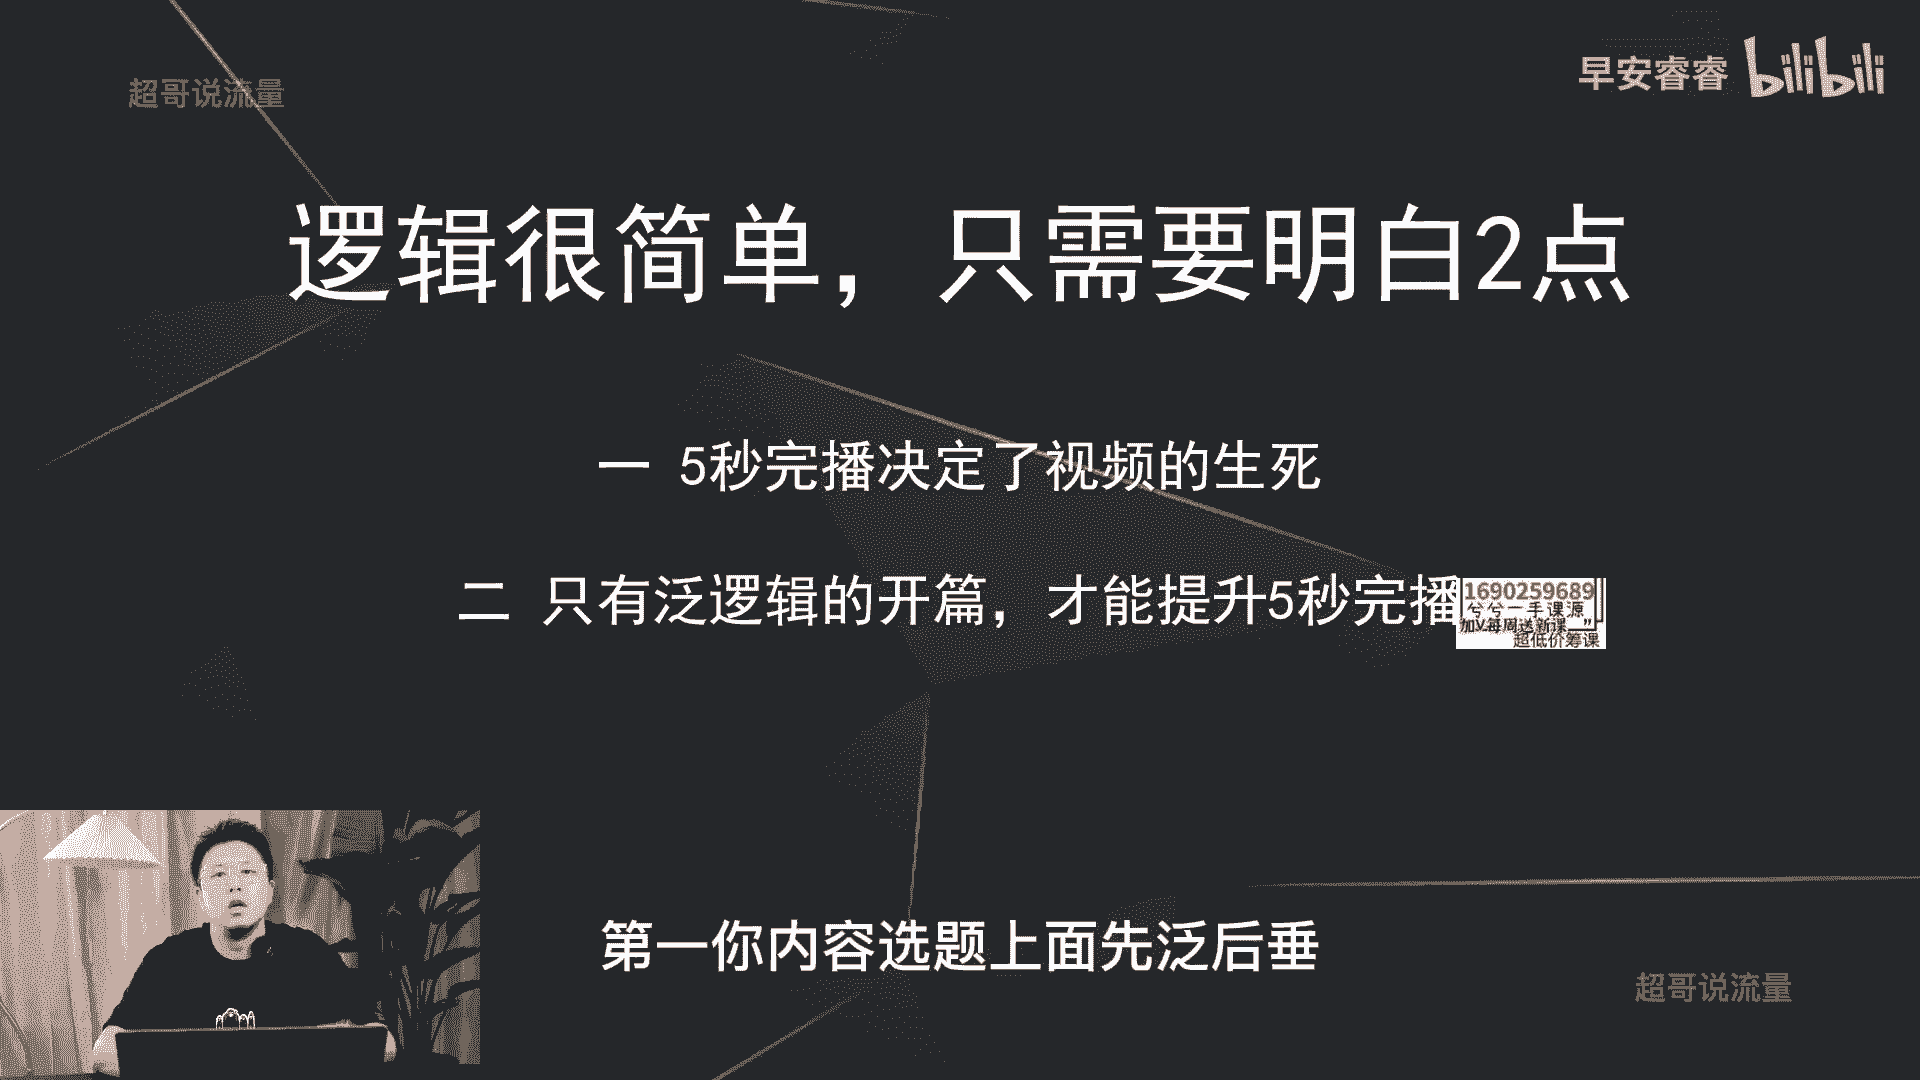 超哥说流量
早安睿睿 bilibili
逻辑很简单，只需要明白2点
一 5秒完播决定了视频的生死
二 只有泛逻辑的开篇，才能提升5秒完播
1690259689
兮兮一手课源
加V每周送新课
超低价筹课
第一你内容选题上面先泛后垂
超哥说流量